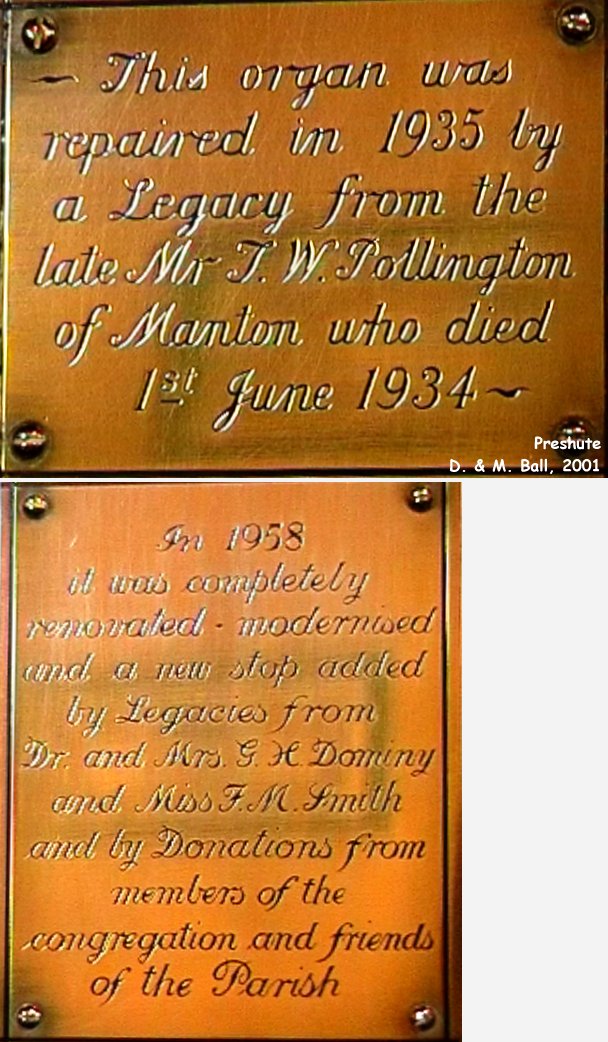 ~ This organ was
repaired in 1935 by
a Legacy from the
late Mr T. W. Pollington
of Manton who died
1st June 1934 ~
Preshute
D. & M. Ball, 2001
In 1958
it was completely
renovated - modernised
and a new stop added
by Legacies from
Dr. and Mrs. G. H. Dominy
and Miss F. M. Smith
and by Donations from
members of the
congregation and friends
of the Parish